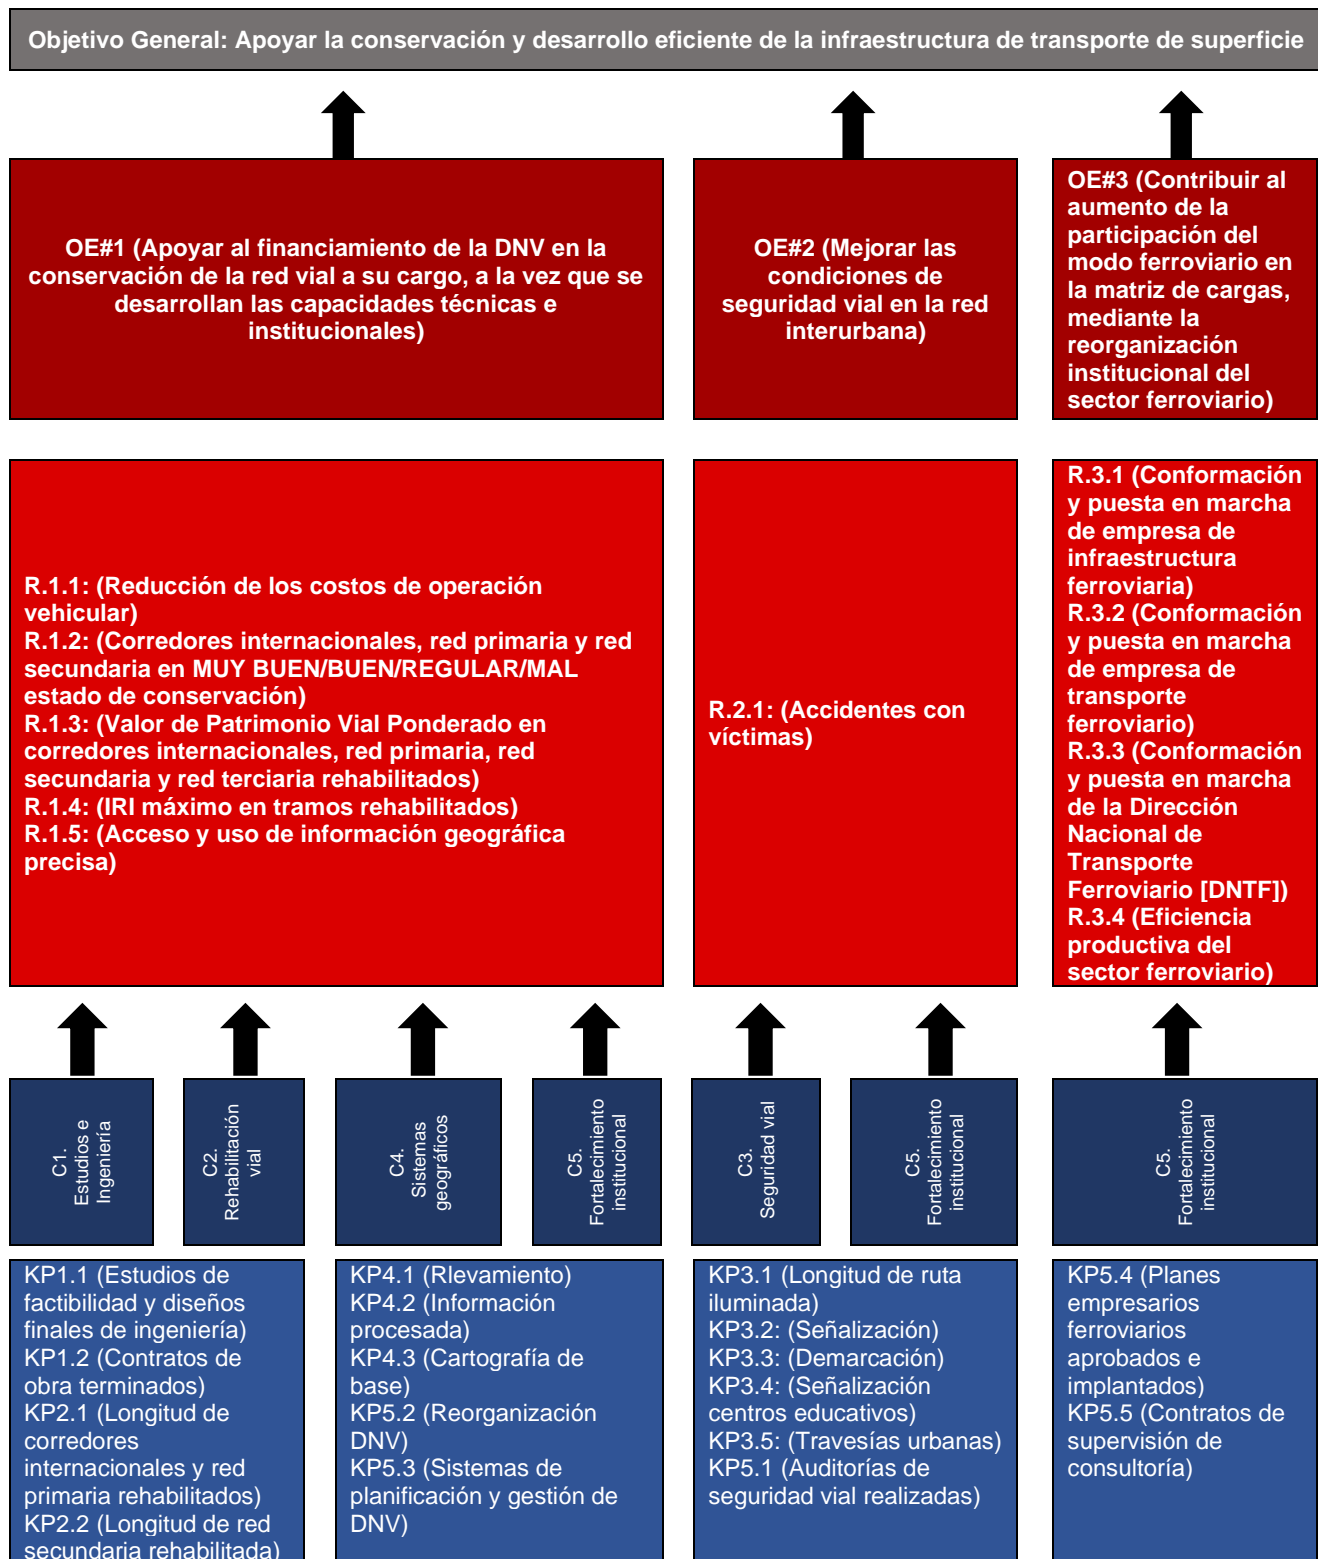 Objetivo General: Apoyar la conservación y desarrollo eficiente de la infraestructura de transporte de superficie
OE#1 (Apoyar al financiamiento de la DNV en la
conservación de la red vial a su cargo, a la vez que se
desarrollan las capacidades técnicas e
institucionales)
OE#2 (Mejorar las
condiciones de
seguridad vial en la red
interurbana)
OE#3 (Contribuir al
aumento de la
participación del
modo ferroviario en
la matriz de cargas,
mediante la
reorganización
institucional del
sector ferroviario)
R.1.1: (Reducción de los costos de operación
vehicular)
R.1.2: (Corredores internacionales, red primaria y red
secundaria en MUY BUEN/BUEN/REGULAR/MAL
estado de conservación)
R.1.3: (Valor de Patrimonio Vial Ponderado en
corredores internacionales, red primaria, red
secundaria y red terciaria rehabilitados)
R.1.4: (IRI máximo en tramos rehabilitados)
R.1.5: (Acceso y uso de información geográfica
precisa)
R.2.1: (Accidentes con
víctimas)
R.3.1 (Conformación
y puesta en marcha
de empresa de
infraestructura
ferroviaria)
R.3.2 (Conformación
y puesta en marcha
de empresa de
transporte
ferroviario)
R.3.3 (Conformación
y puesta en marcha
de la Dirección
Nacional de
Transporte
Ferroviario [DNTF])
R.3.4 (Eficiencia
productiva del
sector ferroviario)
C1.
Estudios e
Ingeniería
C2.
Rehabilitación
vial
C4.
Sistemas
geográficos
C5.
Fortalecimiento
institucional
C3.
Seguridad vial
C5.
Fortalecimiento
institucional
C5.
Fortalecimiento
institucional
KP1.1 (Estudios de
factibilidad y diseños
finales de ingeniería)
KP1.2 (Contratos de
obra terminados)
KP2.1 (Longitud de
corredores
internacionales y red
primaria rehabilitados)
KP2.2 (Longitud de red
secundaria rehabilitada)
KP4.1 (Rlevamiento)
KP4.2 (Información
procesada)
KP4.3 (Cartografía de
base)
KP5.2 (Reorganización
DNV)
KP5.3 (Sistemas de
planificación y gestión de
DNV)
KP3.1 (Longitud de ruta
iluminada)
KP3.2: (Señalización)
KP3.3: (Demarcación)
KP3.4: (Señalización
centros educativos)
KP3.5: (Travesías urbanas)
KP5.1 (Auditorías de
seguridad vial realizadas)
KP5.4 (Planes
empresarios
ferroviarios
aprobados e
implantados)
KP5.5 (Contratos de
supervisión de
consultoría)